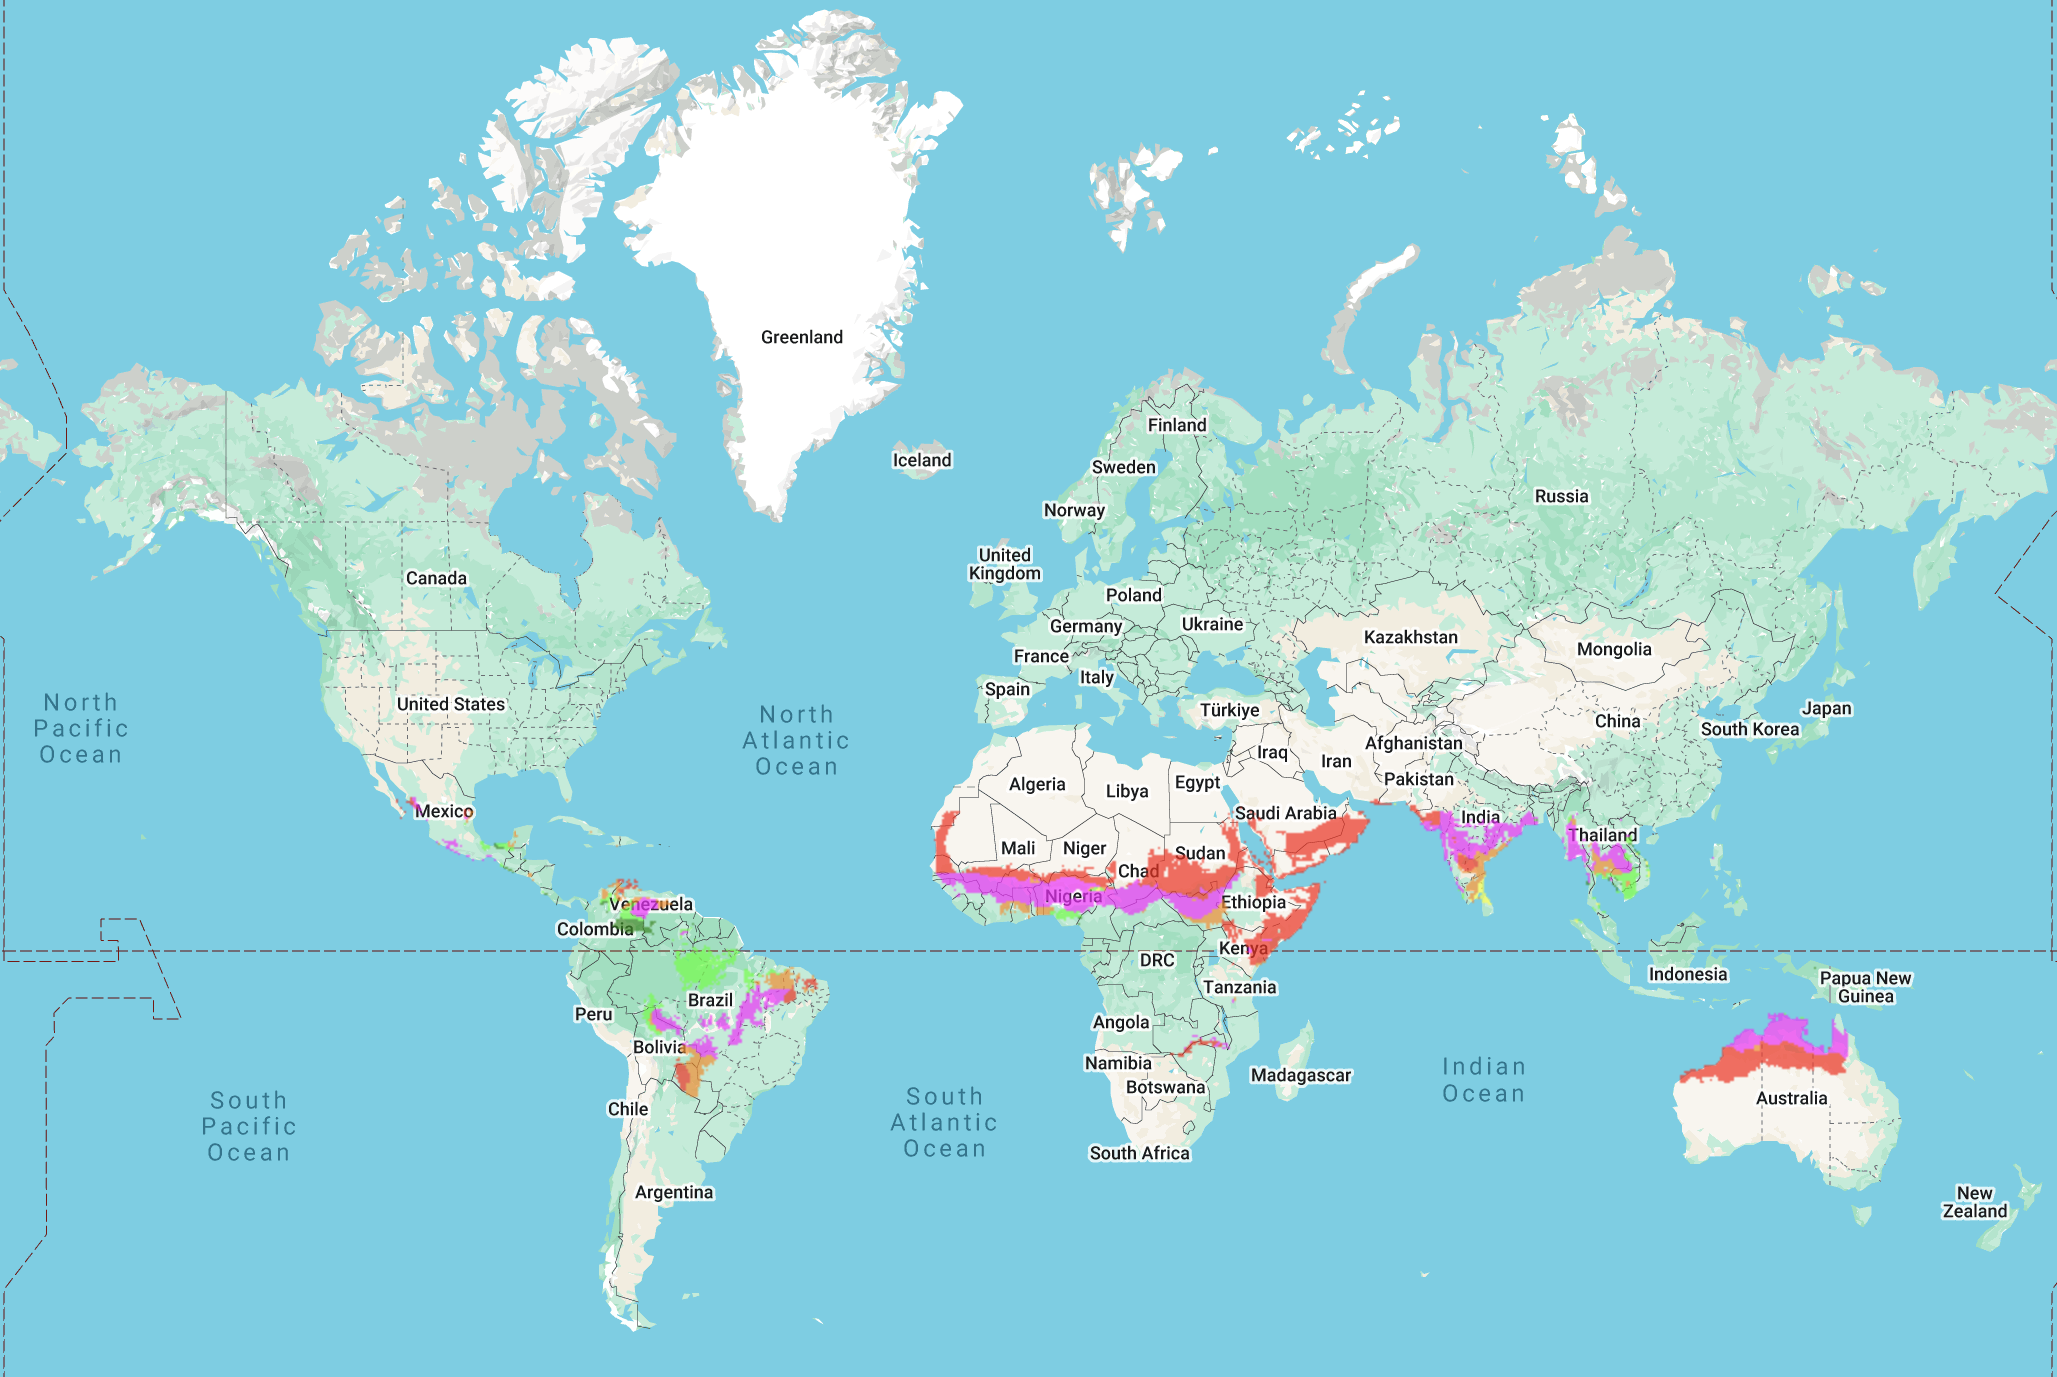 Greenland
Finland
Iceland
Sweden
Russia
Norway
United
Kingdom
Canada
Poland
Germany
Ukraine
Kazakhstan
Mongolia
France
Italy
Spain
United States
Türkiye
Japan
China
South Korea
North
Pacific
Ocean
North
Atlantic
Ocean
Afghanistan
Iraq
Iran
Pakistan
Algeria
Libya
Egypt
Saudi Arabia
India
Mexico
Thailand
Mali
Niger
Sudan
Chad
Nigeria
Ethiopia
Venezuela
Colombia
Kenya
DRC
Indonesia
Papua New
Guinea
Tanzania
Brazil
Peru
Angola
Bolivia
Namibia
Botswana
Madagascar
Indian
Ocean
Australia
Chile
South
Pacific
Ocean
South
Atlantic
Ocean
South Africa
Argentina
New
Zealand